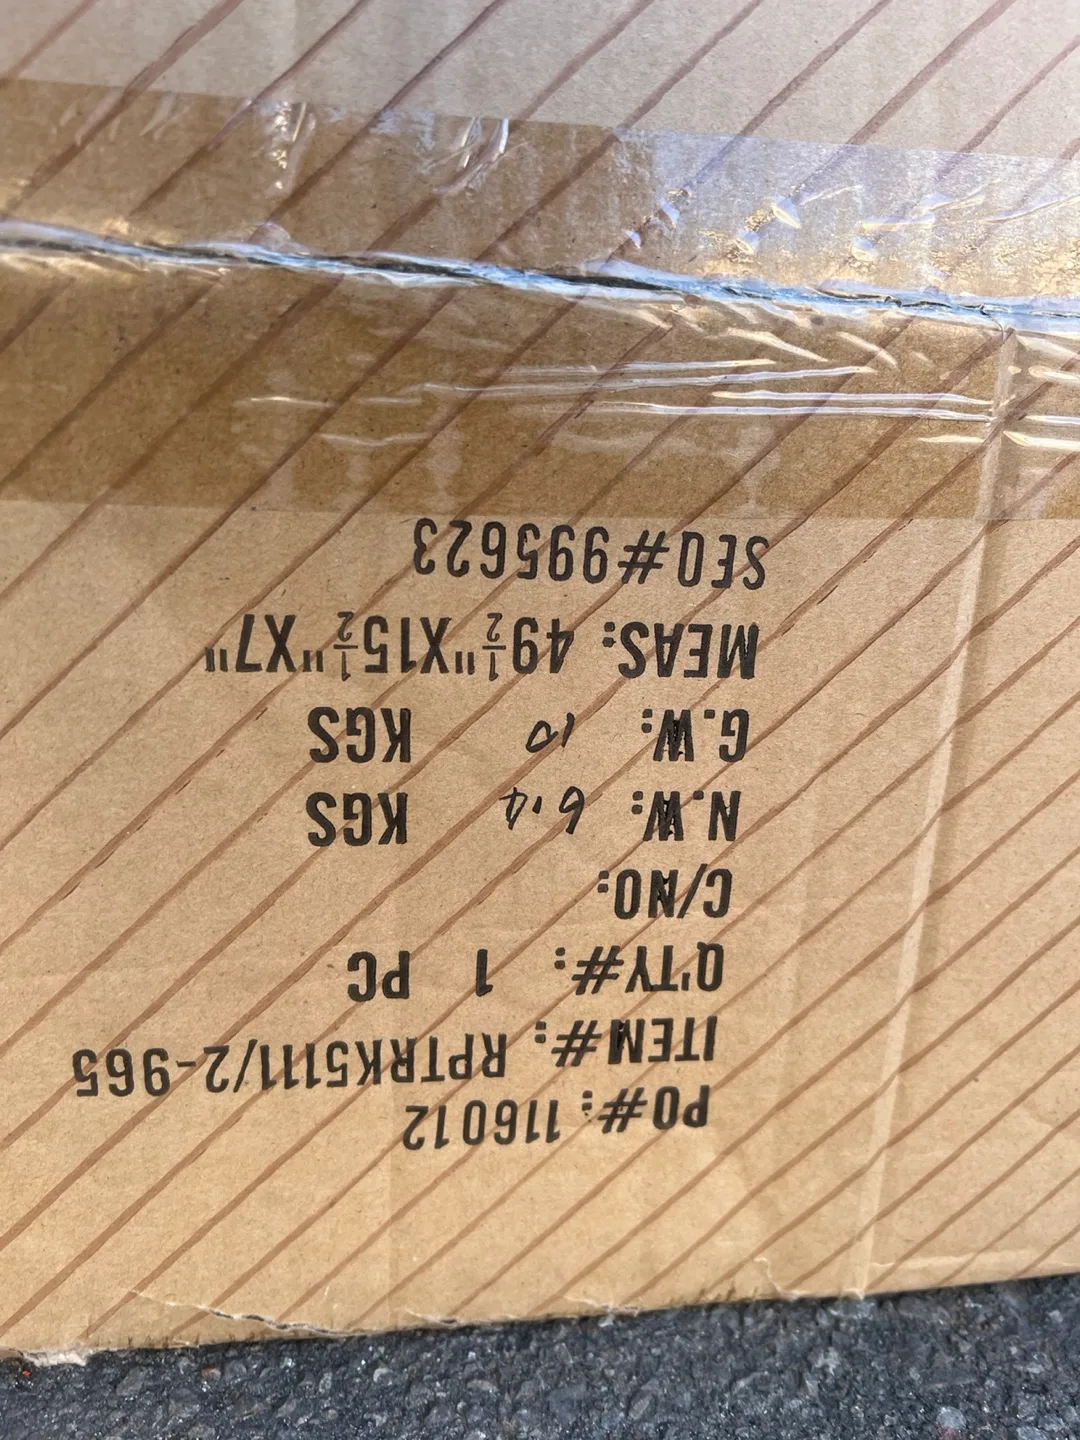 PO#: 116012
ITEM#: RPTRK5111/2-965
Q'TY#: 1 PC
C/NO:
N.W: 6.4 KGS
G.W: 10 KGS
MEAS: 49½"X15½"X7"
SEQ#995623